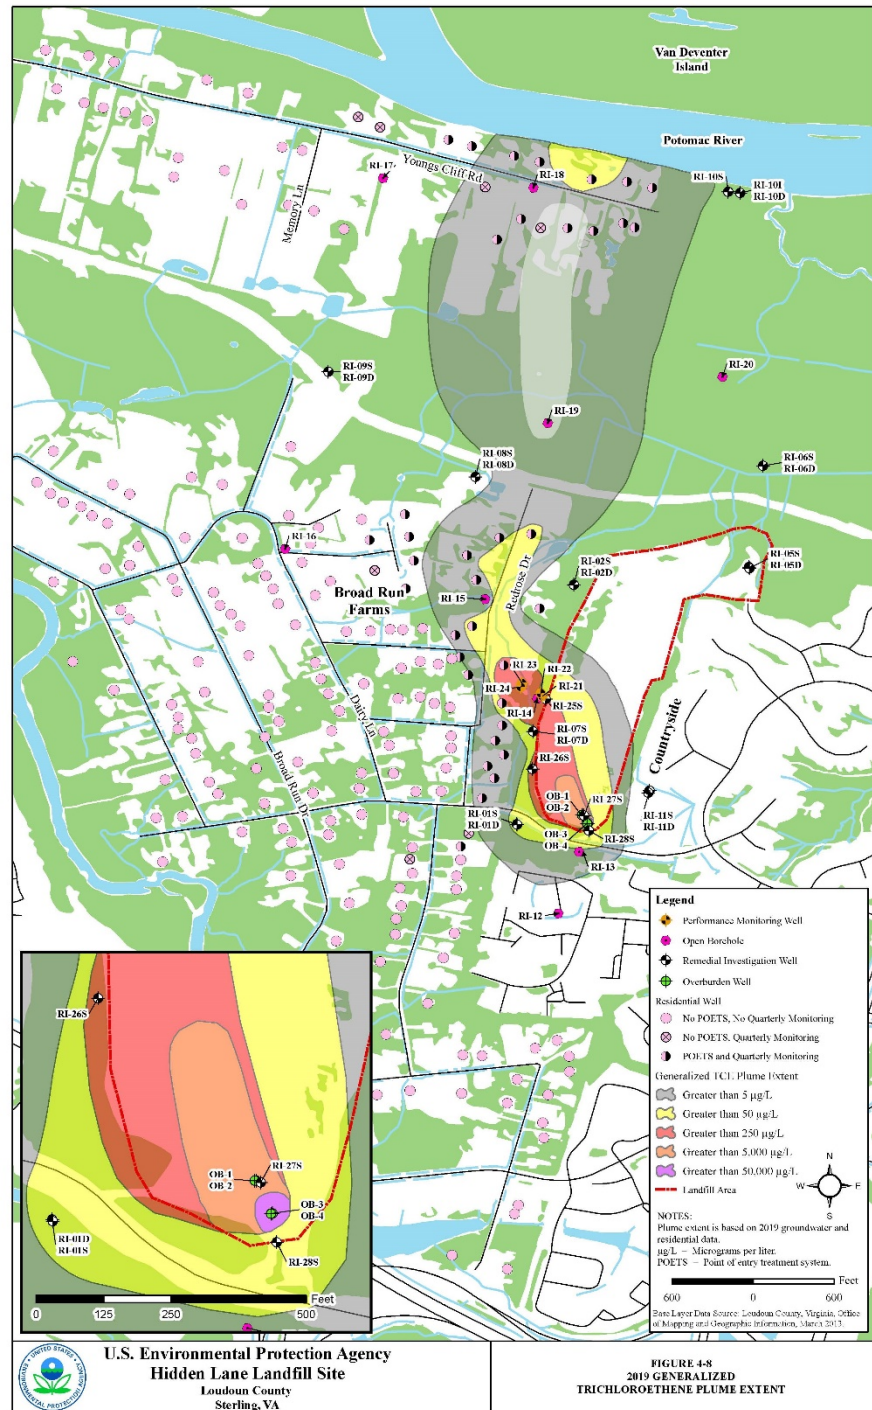 Van Deventer
Island
Potomac River
RI-17
Youngs Cliff Rd
RI-18
RI-10S
RI-10I
RI-10D
Memory Ln
RI-09S
RI-09D
RI-20
RI-19
RI-08S
RI-08D
RI-06S
RI-06D
RI-16
Redrose Dr
RI-02S
RI-02D
RI-05S
RI-05D
Broad Run
Farms
RI-15
RI-23
RI-22
RI-24
RI-21
RI-25S
RI-14
RI-07S
RI-07D
Dairy Ln
Countryside
RI-26S
Broad Run Dr
OB-1
OB-2
RI-27S
RI-01S
RI-01D
RI-11S
RI-11D
OB-3
OB-4
RI-28S
RI-13
RI-12
Legend
Performance Monitoring Well
Open Borehole
Remedial Investigation Well
Overburden Well
Residential Well
No POETS, No Quarterly Monitoring
No POETS. Quarterly Monitoring
POETS and Quarterly Monitoring
Generalized TCE Plume Extent
Greater than 5 µg/L
Greater than 50 µg/L
Greater than 250 µg/L
Greater than 5,000 µg/L
Greater than 50,000 µg/L
Landfill Area
N
W
E
S
NOTES:
Plume extent is based on 2019 groundwater and
residential data.
µg/L – Micrograms per liter.
POETS – Point of entry treatment system.
Feet
600 0 600
Base Layer Data Source: Loudoun County, Virginia, Office
of Mapping and Geographic Information, March 2013.
RI-26S
RI-27S
OB-1
OB-2
OB-3
OB-4
RI-01D
RI-01S
RI-28S
Feet
0 125 250 500
UNITED STATES
ENVIRONMENTAL PROTECTION AGENCY
U.S. Environmental Protection Agency
Hidden Lane Landfill Site
Loudoun County
Sterling, VA
FIGURE 4-8
2019 GENERALIZED
TRICHLOROETHENE PLUME EXTENT